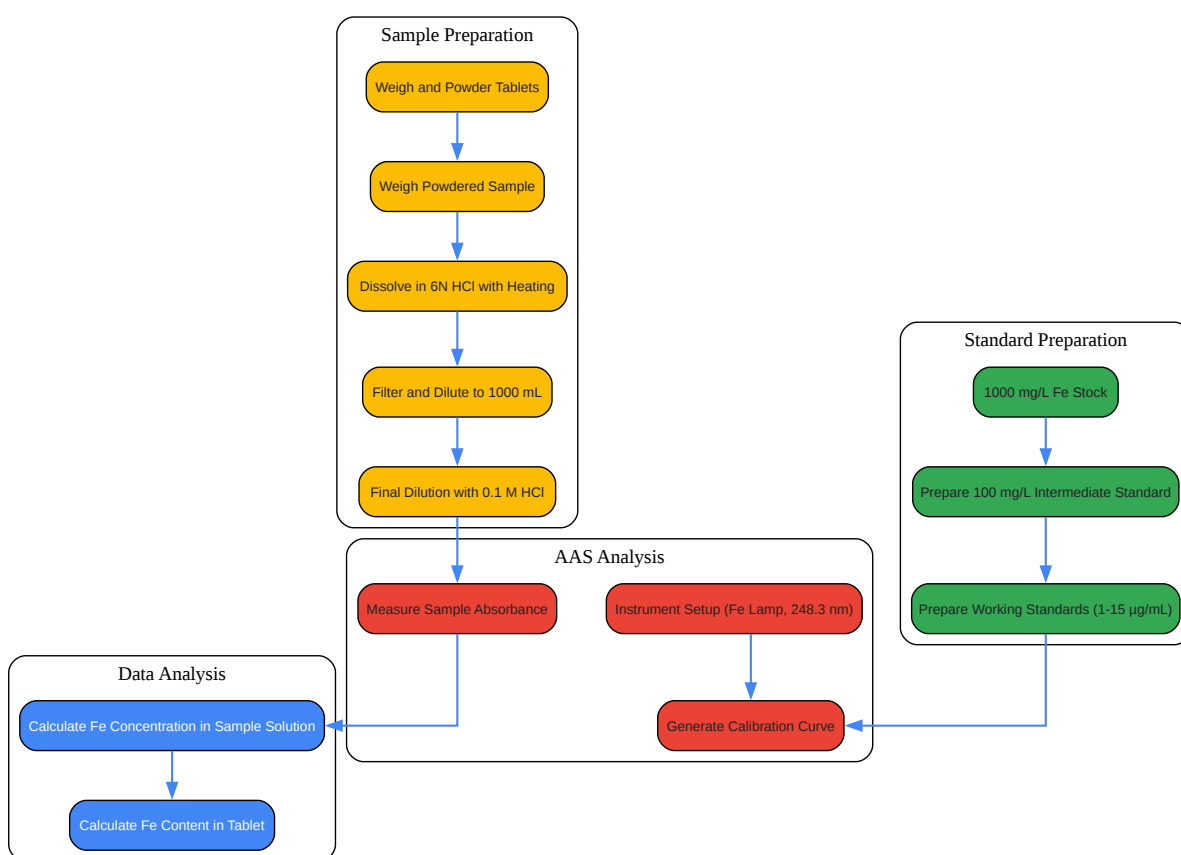 Sample Preparation
Weigh and Powder Tablets
Weigh Powdered Sample
Dissolve in 6N HCl with Heating
Filter and Dilute to 1000 mL
Final Dilution with 0.1 M HCl
Standard Preparation
1000 mg/L Fe Stock
Prepare 100 mg/L Intermediate Standard
Prepare Working Standards (1-15 µg/mL)
AAS Analysis
Measure Sample Absorbance
Instrument Setup (Fe Lamp, 248.3 nm)
Generate Calibration Curve
Data Analysis
Calculate Fe Concentration in Sample Solution
Calculate Fe Content in Tablet